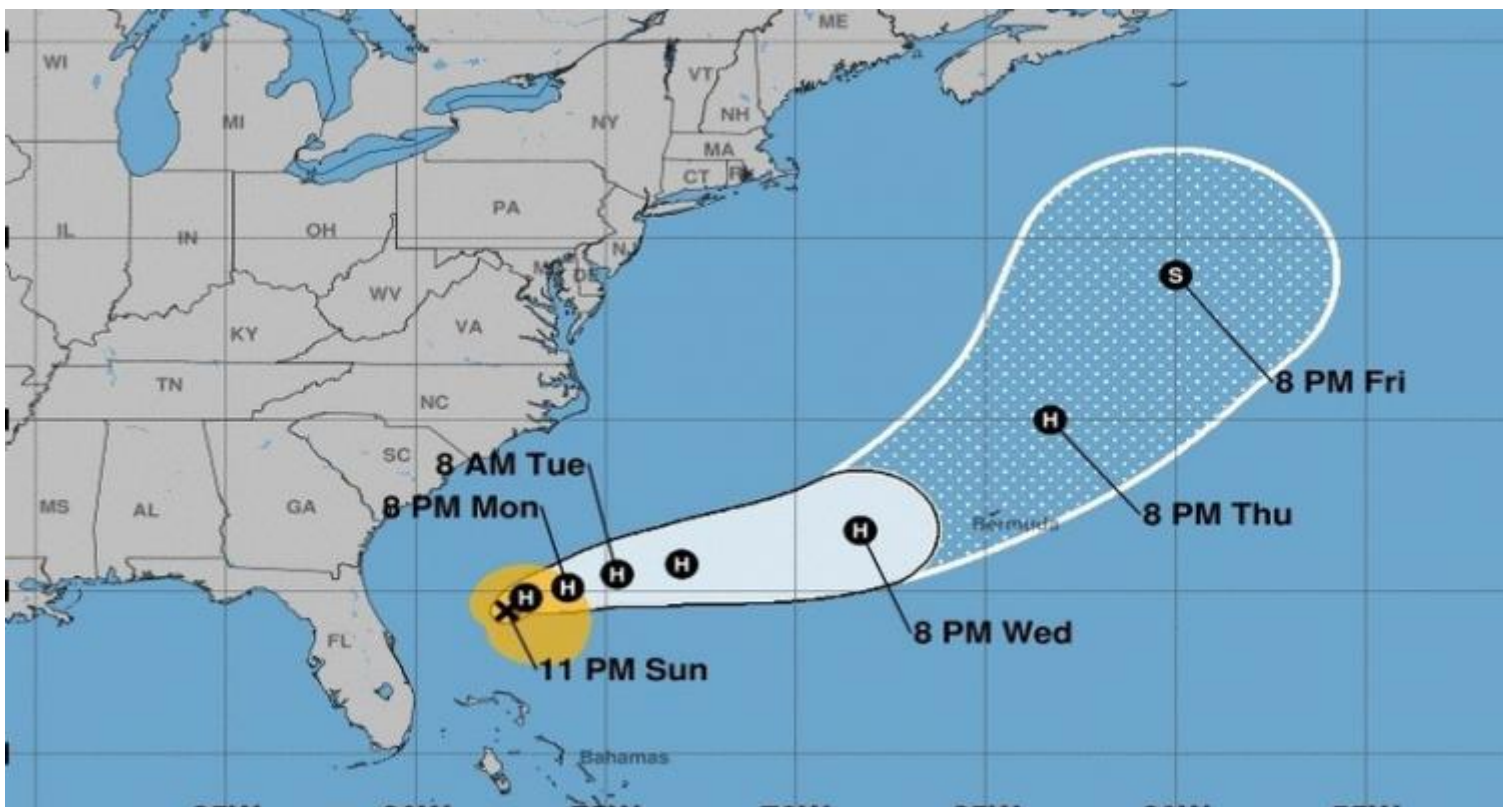 ME
WI
VT
NH
MI
NY
MA
CT
PA
IL
IN
OH
NJ
DE
WV
KY
VA
TN
NC
SC
MS
AL
GA
FL
S
8 PM Fri
H
8 PM Thu
Bermuda
8 AM Tue
8 PM Mon
H
H
H
H
H
8 PM Wed
11 PM Sun
Bahamas